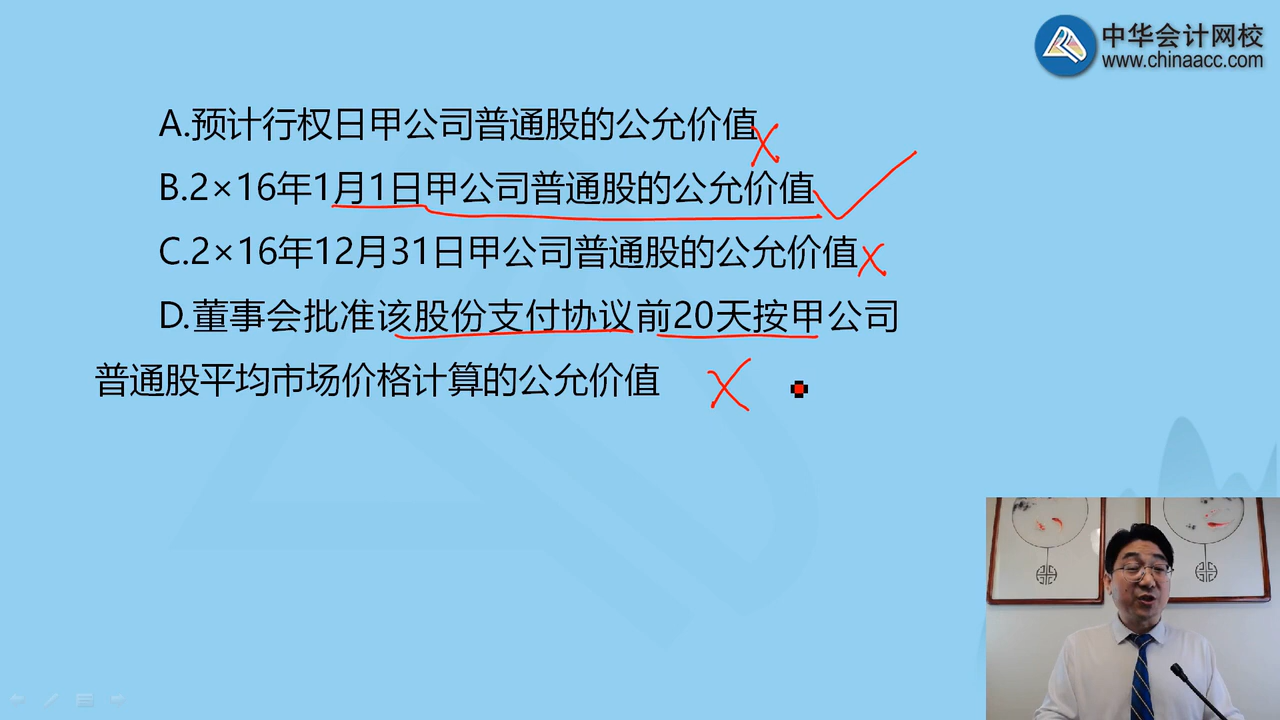 中华会计网校
www.chinaacc.com
A.预计行权日甲公司普通股的公允价值
B.2×16年1月1日甲公司普通股的公允价值
C.2×16年12月31日甲公司普通股的公允价值
D.董事会批准该股份支付协议前20天按甲公司
普通股平均市场价格计算的公允价值